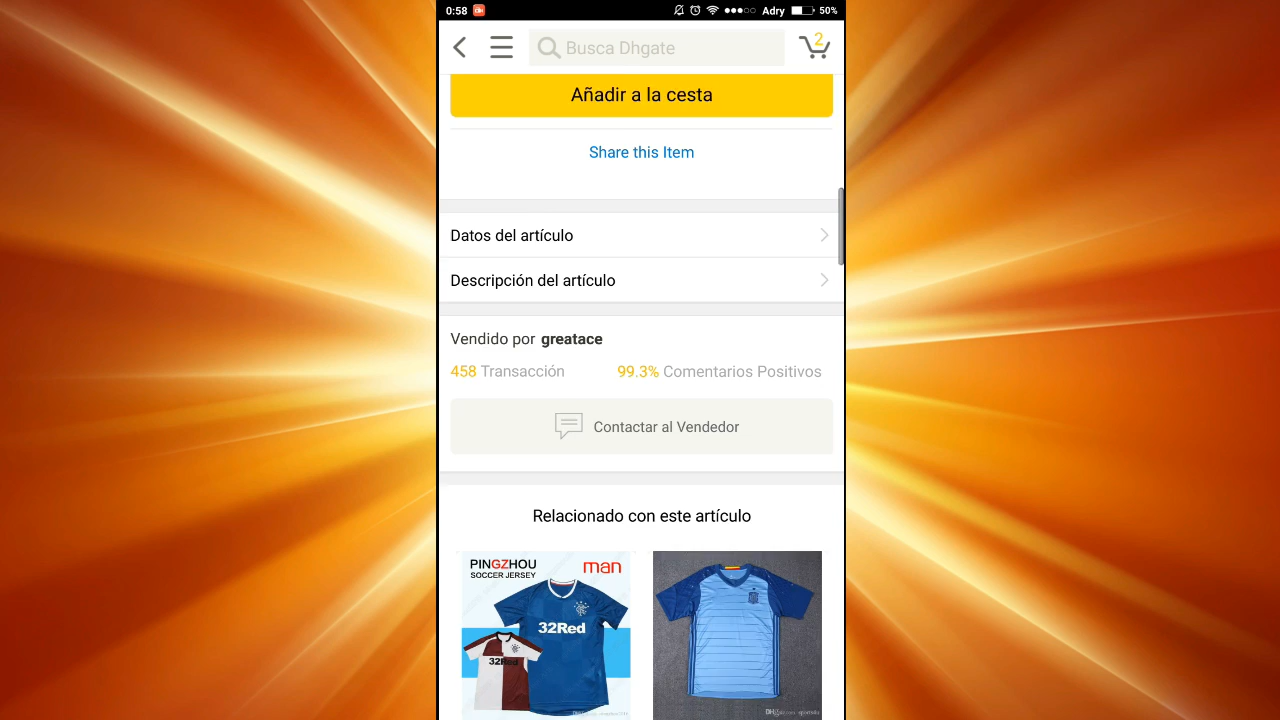 0:58
Adry
50%
Busca Dhgate
2
Añadir a la cesta
Share this Item
Datos del artículo
Descripción del artículo
Vendido por greatace
458 Transacción
99.3% Comentarios Positivos
Contactar al Vendedor
Relacionado con este artículo
PINGZHOU
SOCCER JERSEY
man
32Red
32Red